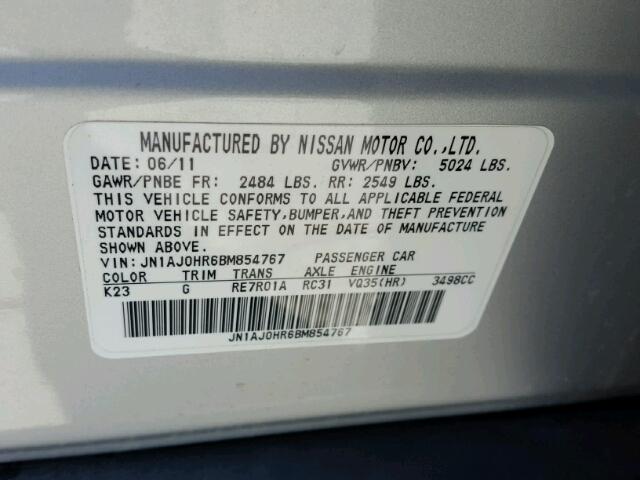 MANUFACTURED BY NISSAN MOTOR CO.,LTD.
DATE: 06/11 GVWR/PNBV: 5024 LBS.
GAWR/PNBE FR: 2484 LBS. RR: 2549 LBS.
THIS VEHICLE CONFORMS TO ALL APPLICABLE FEDERAL
MOTOR VEHICLE SAFETY,BUMPER,AND THEFT PREVENTION
STANDARDS IN EFFECT ON THE DATE OF MANUFACTURE
SHOWN ABOVE.
VIN: JN1AJ0HR6BM854767 PASSENGER CAR
COLOR TRIM TRANS AXLE ENGINE
K23 G RE7R01A RC31 VQ35(HR) 3498CC
JN1AJ0HR6BM854767